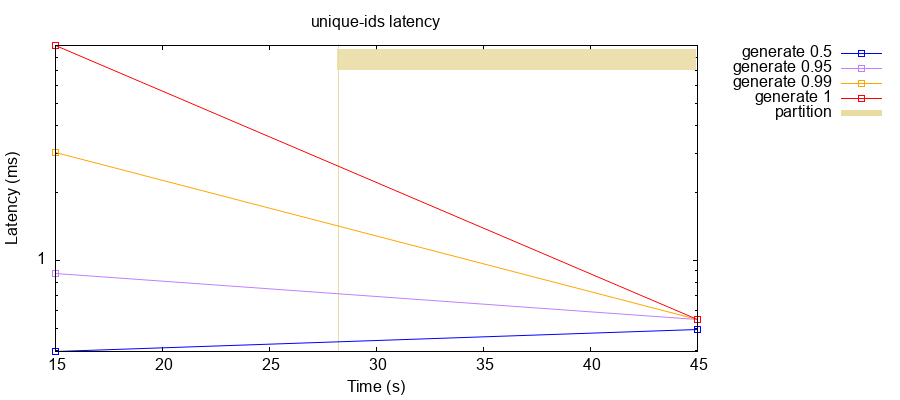 unique-ids latency
generate 0.5
generate 0.95
generate 0.99
generate 1
partition
Latency (ms)
1
15 20 25 30 35 40 45
Time (s)